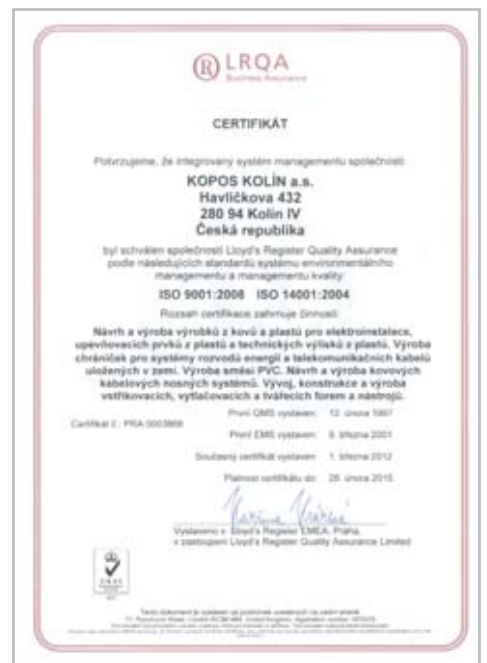 LRQA
Business Assurance
CERTIFIKÁT
Potvrzujeme, že integrovaný systém managementu společnosti:
KOPOS KOLÍN a.s.
Havlíčkova 432
280 94 Kolín IV
Česká republika
byl schválen společností Lloyd's Register Quality Assurance
podle následujících standardů systému environmentálního
managementu a managementu kvality:
ISO 9001:2008 ISO 14001:2004
Rozsah certifikace zahrnuje činnosti:
Návrh a výroba výrobků z kovů a plastů pro elektroinstalace,
upevňovacích prvků z plastů a technických výlisků z plastů. Výroba
chrániček pro systémy rozvodů energií a telekomunikačních kabelů
uložených v zemi. Výroba směsí PVC. Návrh a výroba kovových
kabelových nosných systémů. Vývoj, konstrukce a výroba
vstřikovacích, vytlačovacích a tvářecích forem a nástrojů.
Certifikát č.: PRA
První QMS vystaven: 12. února 1997
První EMS vystaven: 9. března 2001
Současný certifikát vystaven: 1. března 2012
Platnost certifikátu do: 28. února 2015
Vystaveno v: Lloyd's Register EMEA, Praha,
v zastoupení Lloyd's Register Quality Assurance Limited
UKAS